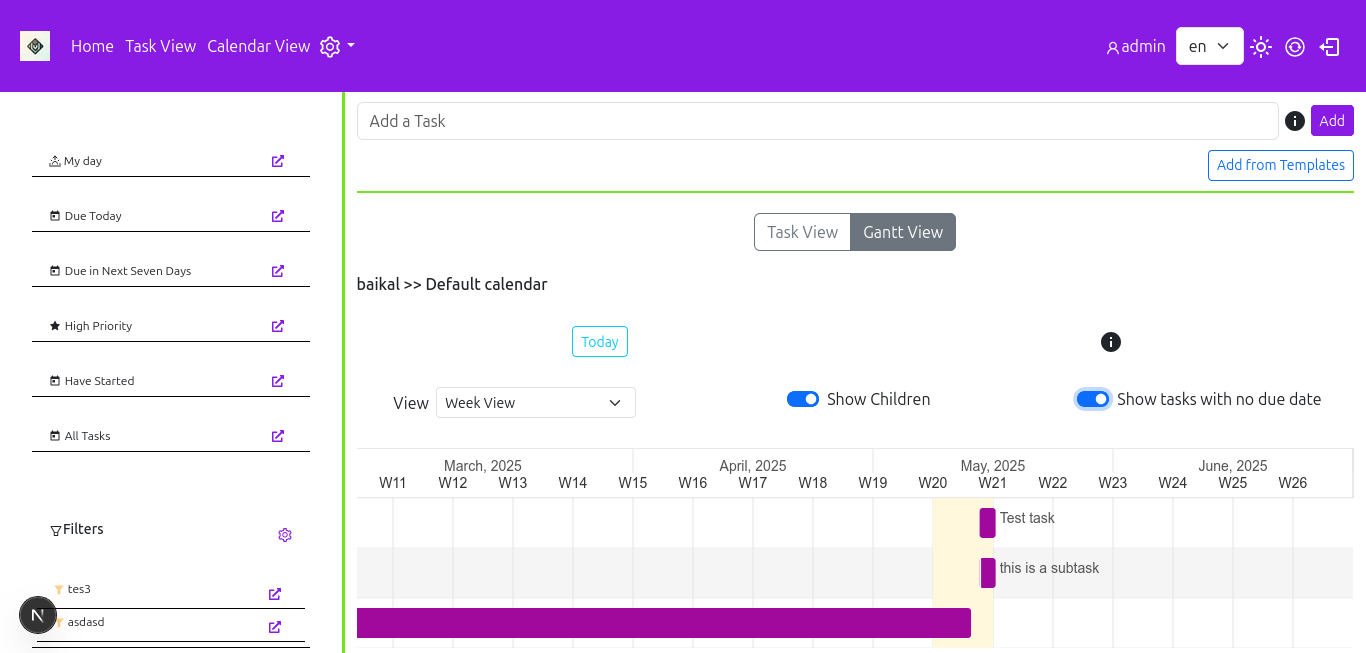 Home Task View Calendar View
admin en
My day
Due Today
Due in Next Seven Days
High Priority
Have Started
All Tasks
Filters
tes3
asdasd
N
Add a Task
Add
Add from Templates
Task View Gantt View
baikal >> Default calendar
Today
View Week View Show Children Show tasks with no due date
March, 2025 April, 2025 May, 2025 June, 2025
W11 W12 W13 W14 W15 W16 W17 W18 W19 W20 W21 W22 W23 W24 W25 W26
Test task
this is a subtask